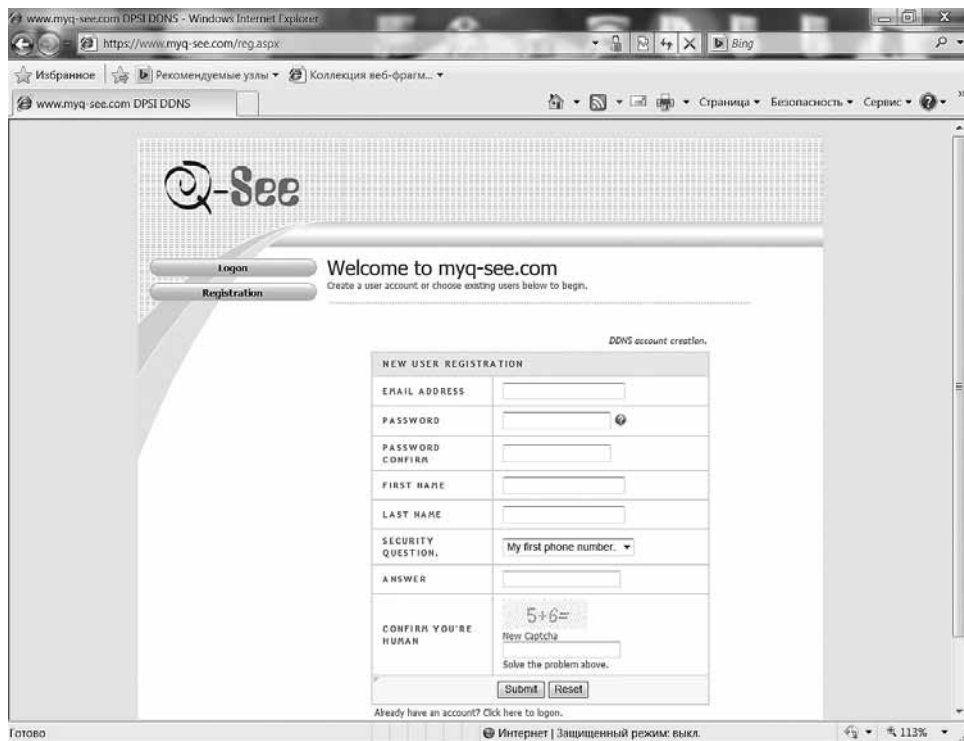 www.myq-see.com DPSI DDNS - Windows Internet Explorer
https://www.myq-see.com/reg.aspx
Bing
Избранное
Рекомендуемые узлы
Коллекция веб-фрагм...
www.myq-see.com DPSI DDNS
Страница
Безопасность
Сервис
Q-See
Logon
Registration
Welcome to myq-see.com
Create a user account or choose existing users below to begin.
DDNS account creation.
NEW USER REGISTRATION
EMAIL ADDRESS
PASSWORD
PASSWORD
CONFIRM
FIRST NAME
LAST NAME
SECURITY
QUESTION.
My first phone number.
ANSWER
CONFIRM YOU'RE
HUMAN
5+6=
New Captcha
Solve the problem above.
Submit Reset
Already have an account? Click here to logon.
Готово
Интернет | Защищенный режим: выкл.
113%